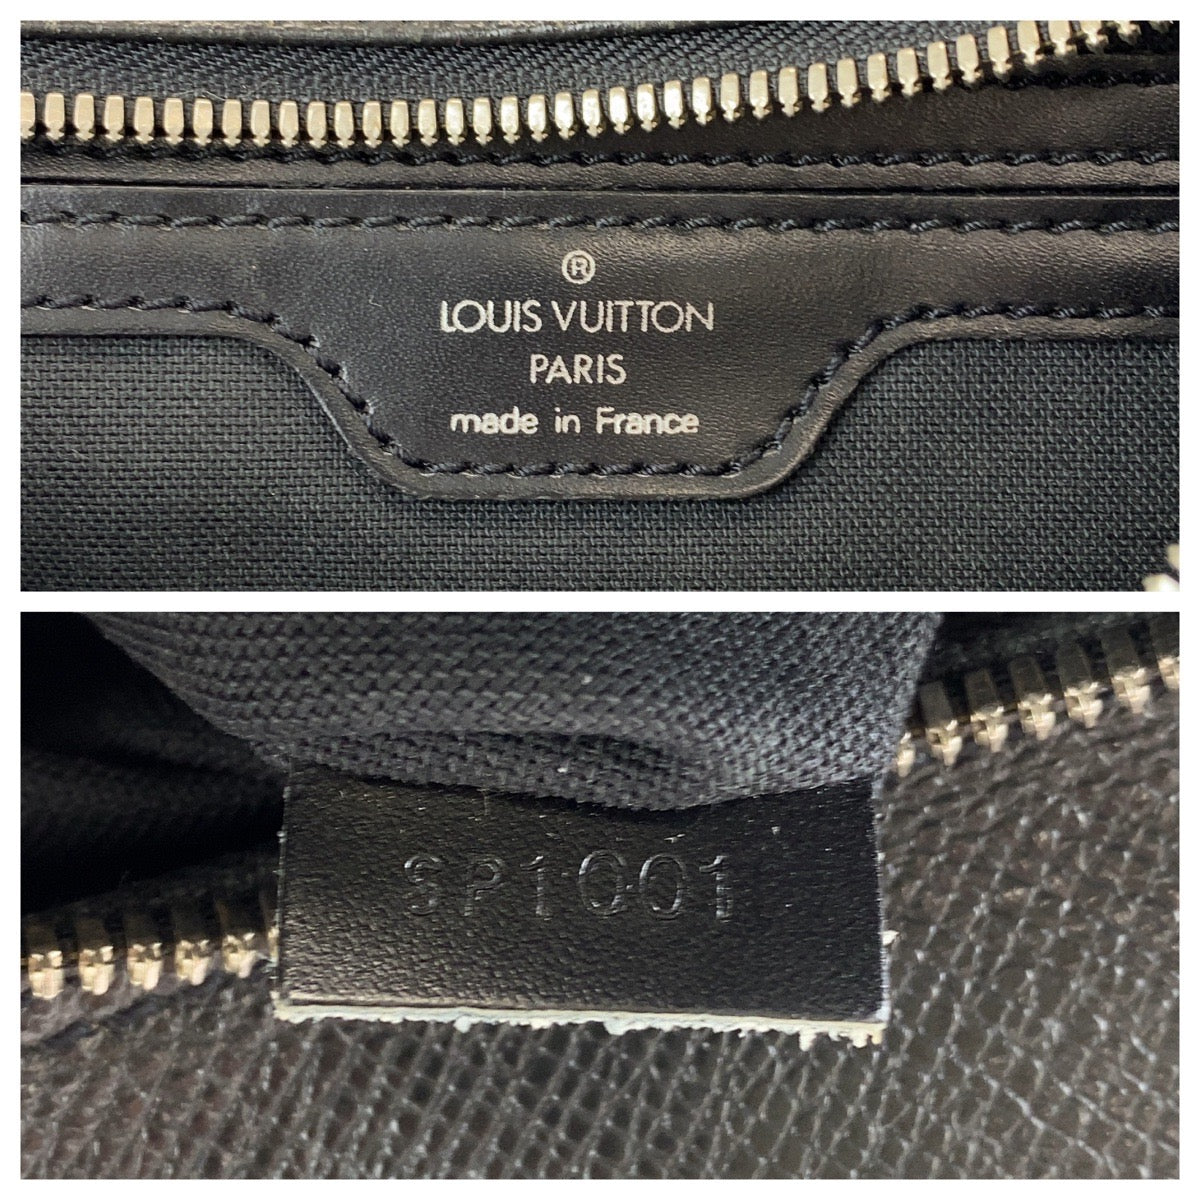 ®
LOUIS VUITTON
PARIS
made in France
SP1001